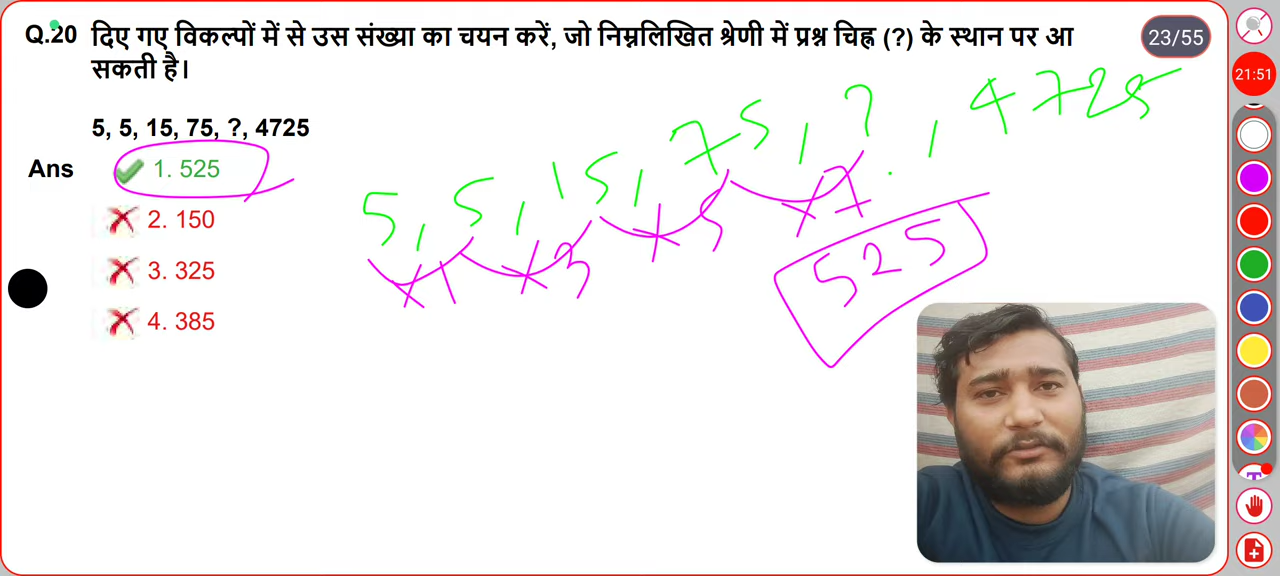 Q.20 दिए गए विकल्पों में से उस संख्या का चयन करें, जो निम्नलिखित श्रेणी में प्रश्न चिह्न (?) के स्थान पर आ
सकती है।
23/55
21:51
5, 5, 15, 75, ?, 4725
Ans 1. 525
2. 150
3. 325
4. 385
5, 5, 15, 75, ?, 4725
×1 ×3 ×5 ×7
525
T